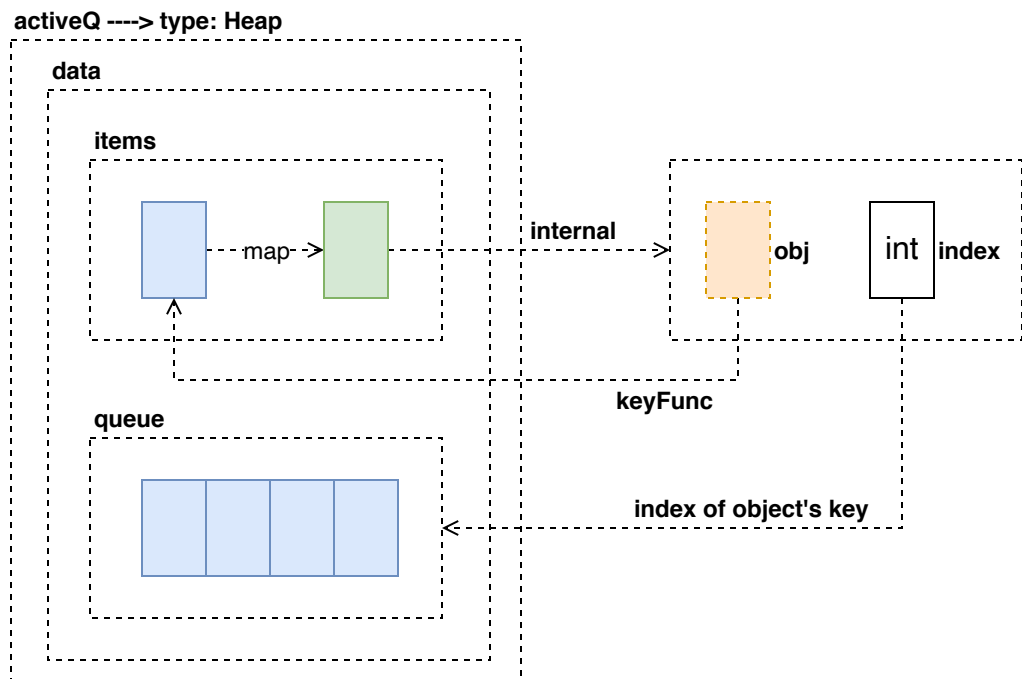 activeQ ----> type: Heap
data
items
map
internal
obj
int
index
keyFunc
queue
index of object's key